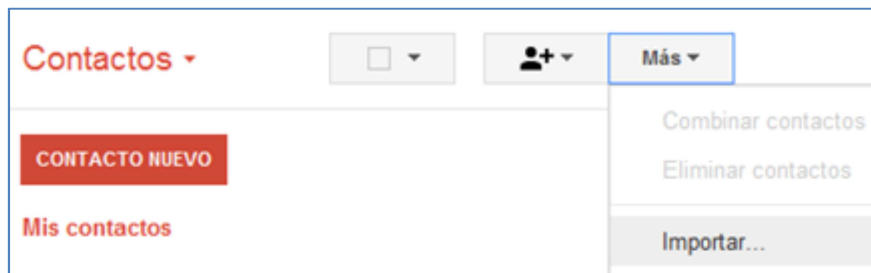 Contactos
Más
Combinar contactos
CONTACTO NUEVO
Eliminar contactos
Mis contactos
Importar...